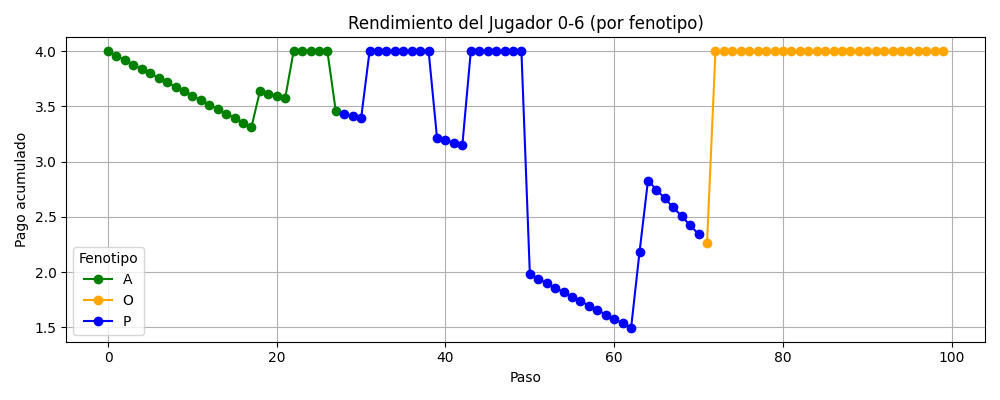 Rendimiento del Jugador 0-6 (por fenotipo)
Pago acumulado
4.0
3.5
3.0
2.5
2.0
1.5
Fenotipo
A
O
P
0
20
40
60
80
100
Paso